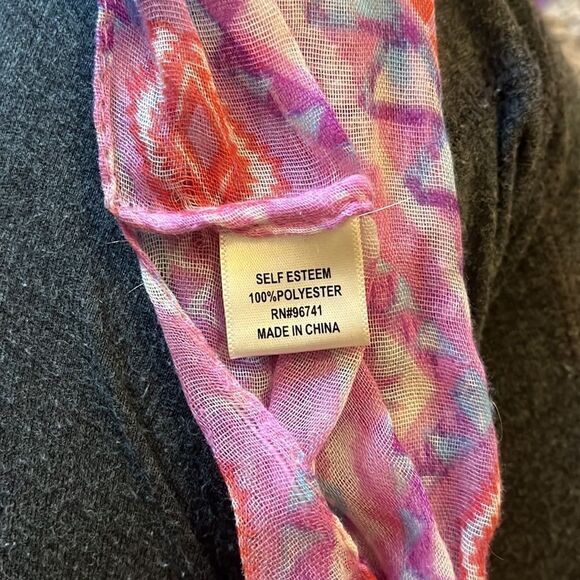 SELF ESTEEM
100%POLYESTER
RN#96741
MADE IN CHINA